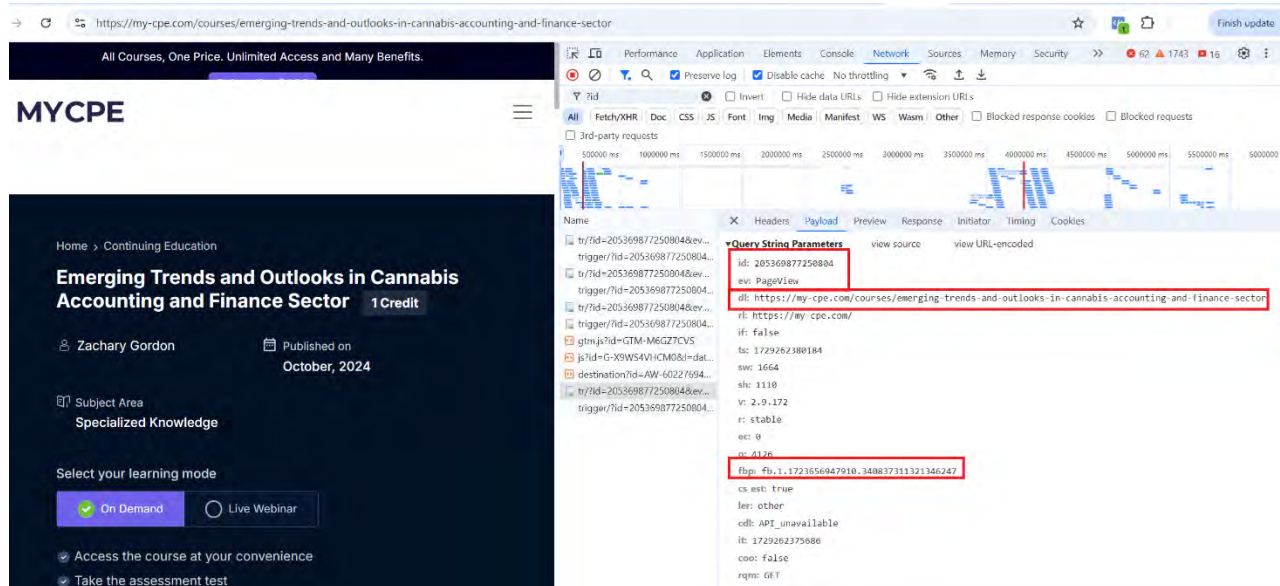 https://my-cpe.com/courses/emerging-trends-and-outlooks-in-cannabis-accounting-and-finance-sector
Finish update
All Courses, One Price. Unlimited Access and Many Benefits.
MYCPE
Home > Continuing Education
Emerging Trends and Outlooks in Cannabis
Accounting and Finance Sector 1 Credit
Zachary Gordon
Published on
October, 2024
Subject Area
Specialized Knowledge
Select your learning mode
On Demand
Live Webinar
Access the course at your convenience
Take the assessment test
Performance Application Elements Console Network Sources Memory Security >> 62 1743 16
Preserve log Disable cache No throttling
?id Invert Hide data URLs Hide extension URLs
All Fetch/XHR Doc CSS JS Font Img Media Manifest WS Wasm Other Blocked response cookies Blocked requests
3rd-party requests
500000 ms 1000000 ms 1500000 ms 2000000 ms 2500000 ms 3000000 ms 3500000 ms 4000000 ms 4500000 ms 5000000 ms 5500000 ms 6000000
Name
tr/?id=205369877250804&ev...
trigger/?id=205369877250804...
tr/?id=205369877250804&ev...
trigger/?id=205369877250804...
tr/?id=205369877250804&ev...
trigger/?id=205369877250804...
gtm.js?id=GTM-M6GZ7CVS
js?id=G-X9WS4VHCM0&l=dat...
destination?id=AW-60227694...
tr/?id=205369877250804&ev...
trigger/?id=205369877250804...
X Headers Payload Preview Response Initiator Timing Cookies
▼Query String Parameters view source view URL-encoded
id: 205369877250804
ev: PageView
dl: https://my-cpe.com/courses/emerging-trends-and-outlooks-in-cannabis-accounting-and-finance-sector
rl: https://my-cpe.com/
if: false
ts: 1729262380184
sw: 1664
sh: 1110
v: 2.9.172
r: stable
ec: 0
o: 4126
fbp: fb.1.1723656947910.340837311321346247
cs_est: true
ler: other
cdl: API_unavailable
it: 1729262375686
coo: false
rqm: GET